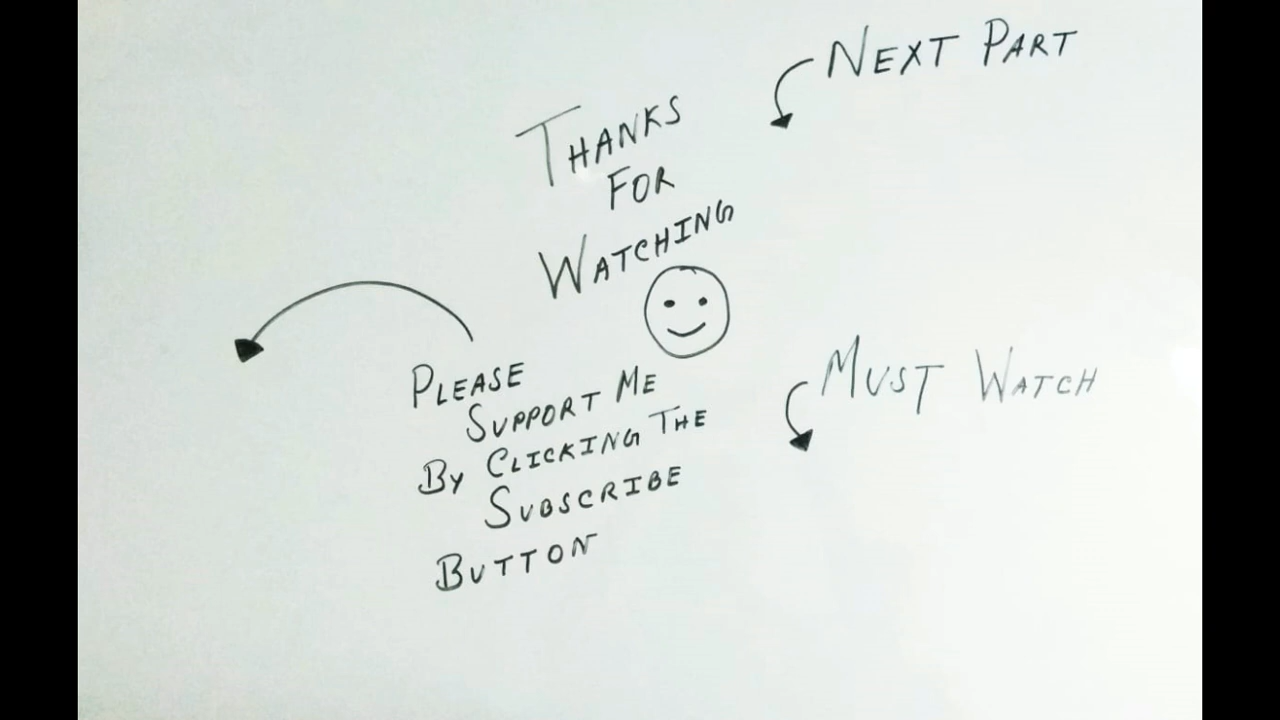 NEXT PART
THANKS
FOR
WATCHING
PLEASE
SUPPORT ME
BY CLICKING THE
SUBSCRIBE
BUTTON
MUST WATCH